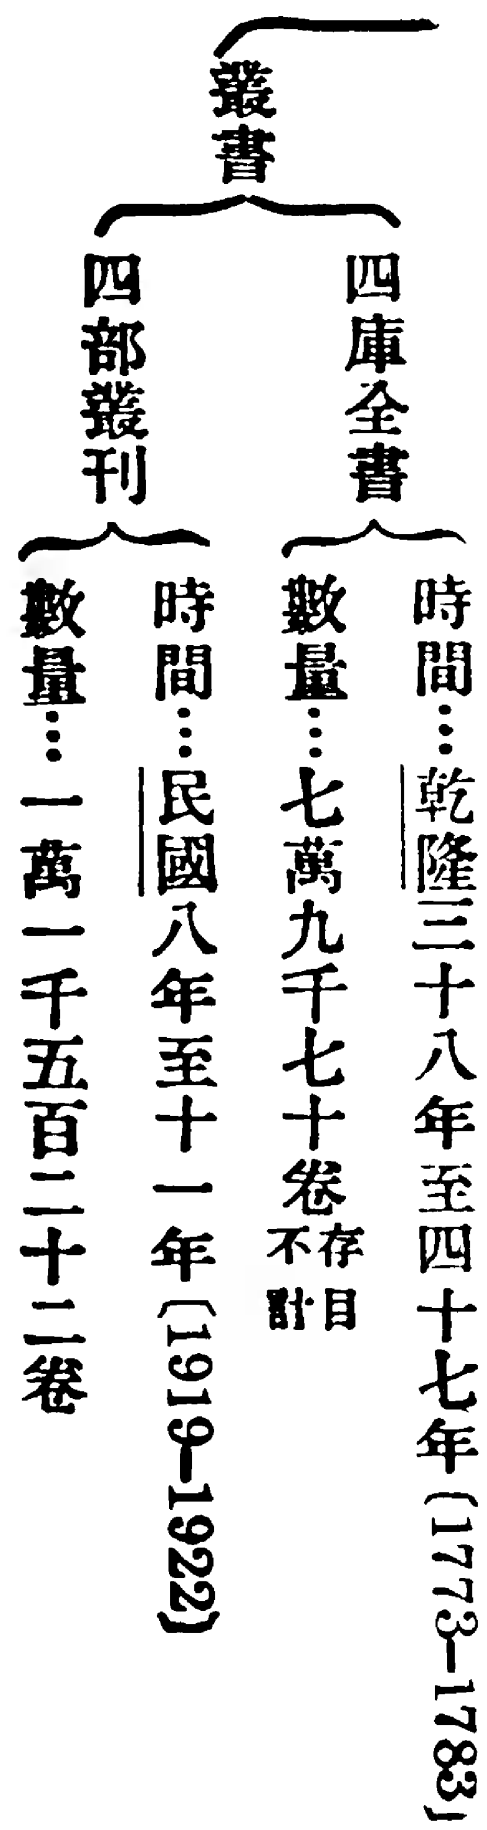 叢書
四庫全書
時間…乾隆三十八年至四十七年(1773–1783)
數量…七萬九千七十卷存目不計
四部叢刊
時間…民國八年至十一年(1919–1922)
數量…一萬一千五百二十二卷